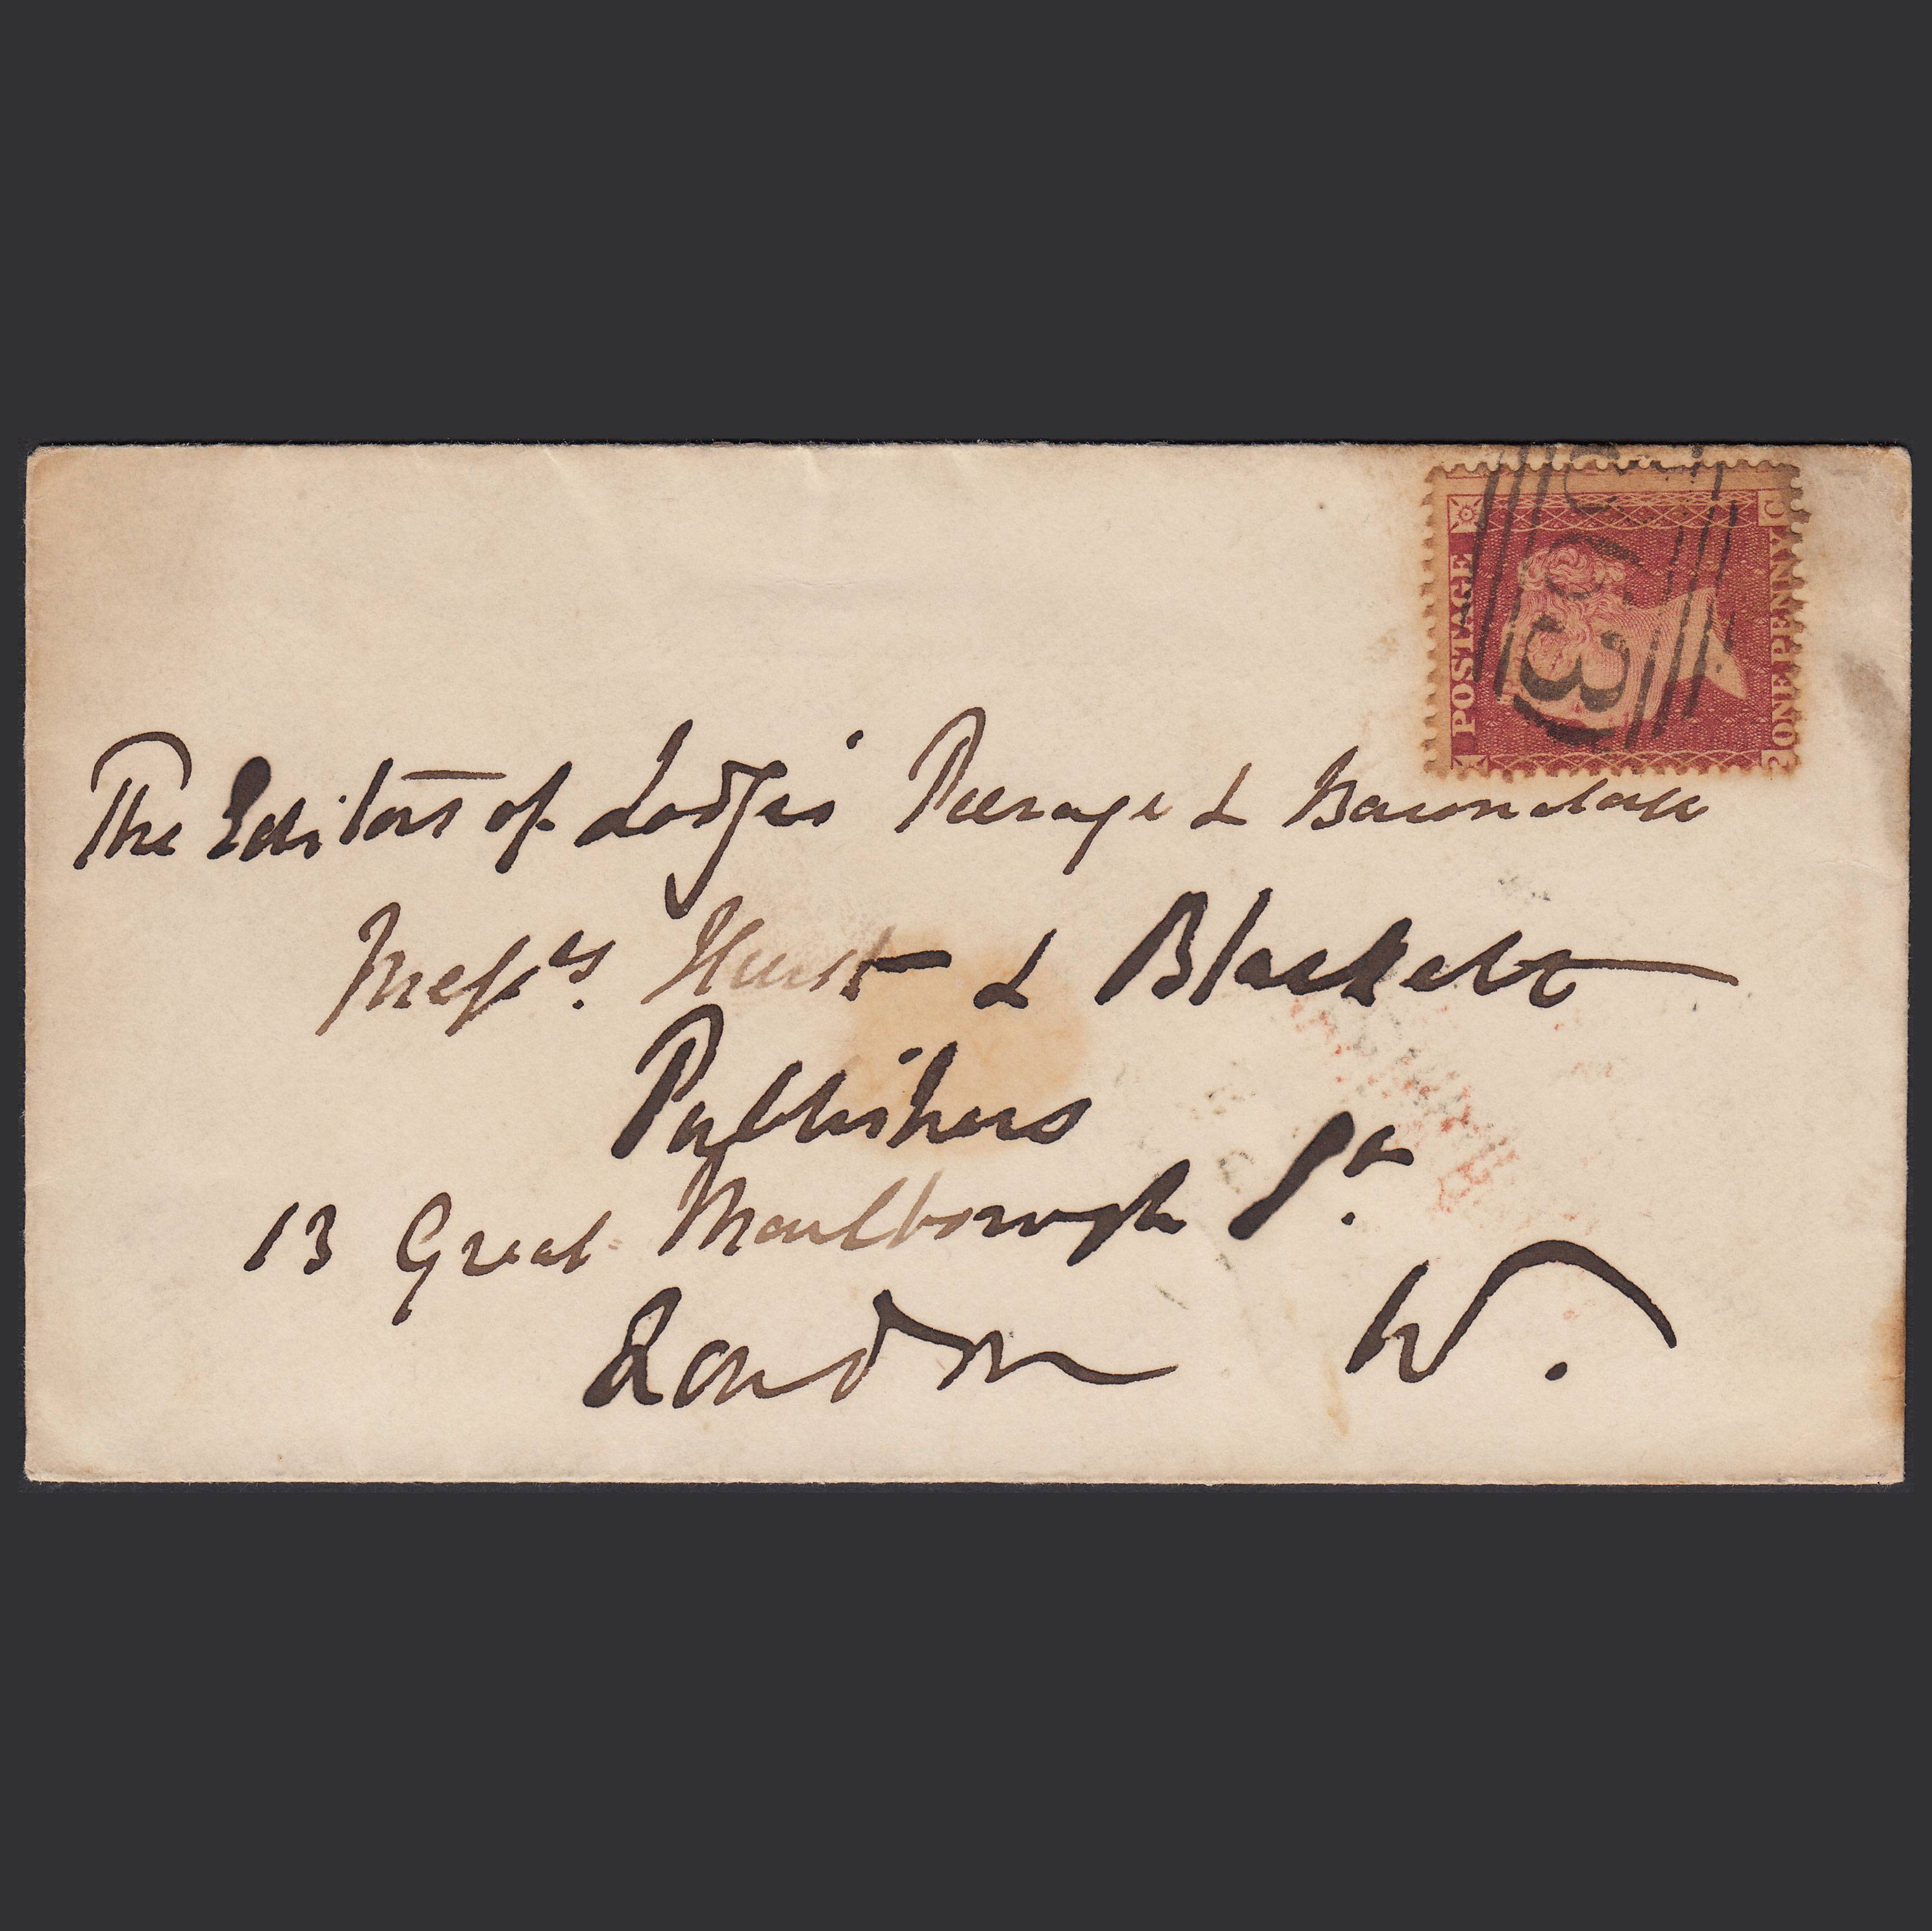 POSTAGE
ONE PENNY
C
The Editors of Lodge's Peerage & Baronetage
Messrs. Hurst & Blackett
Publishers
13 Great Marlborough St.
London W.